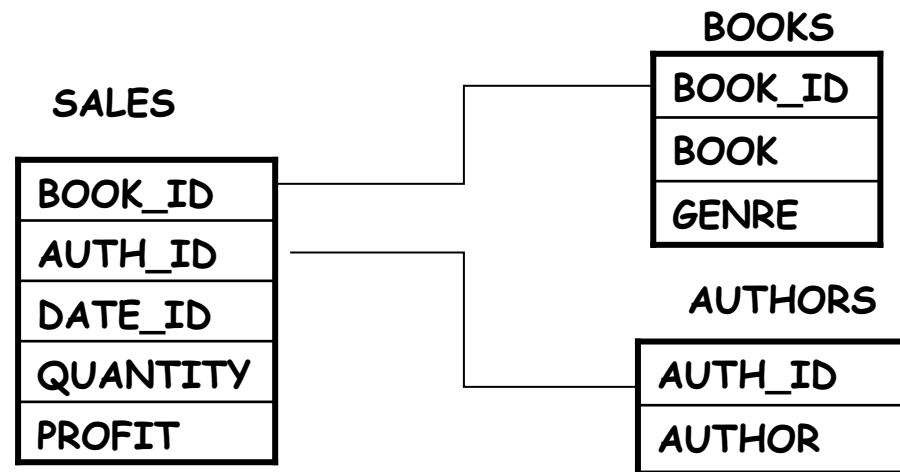 SALES
BOOK_ID
AUTH_ID
DATE_ID
QUANTITY
PROFIT
BOOKS
BOOK_ID
BOOK
GENRE
AUTHORS
AUTH_ID
AUTHOR